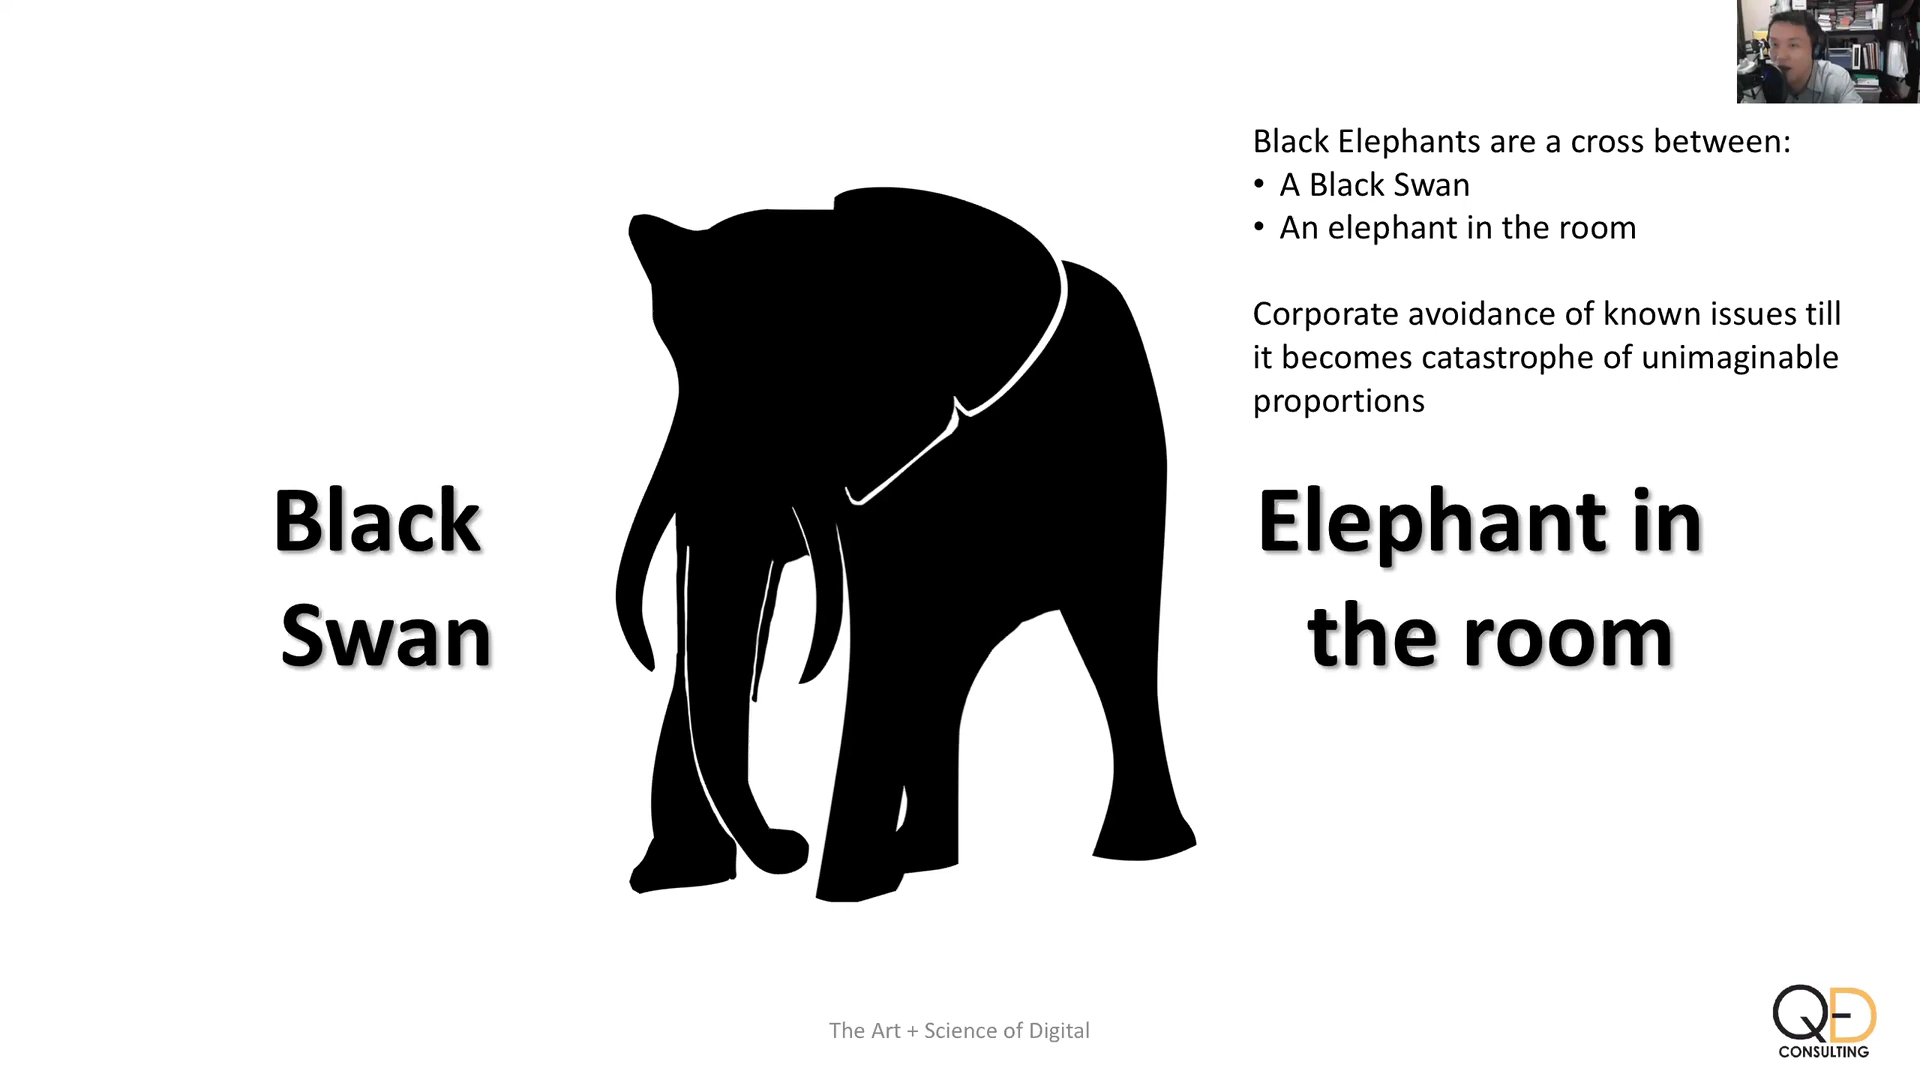 Black Elephants are a cross between:
• A Black Swan
• An elephant in the room
Corporate avoidance of known issues till
it becomes catastrophe of unimaginable
proportions
Black
Swan
Elephant in
the room
The Art + Science of Digital
QED
CONSULTING